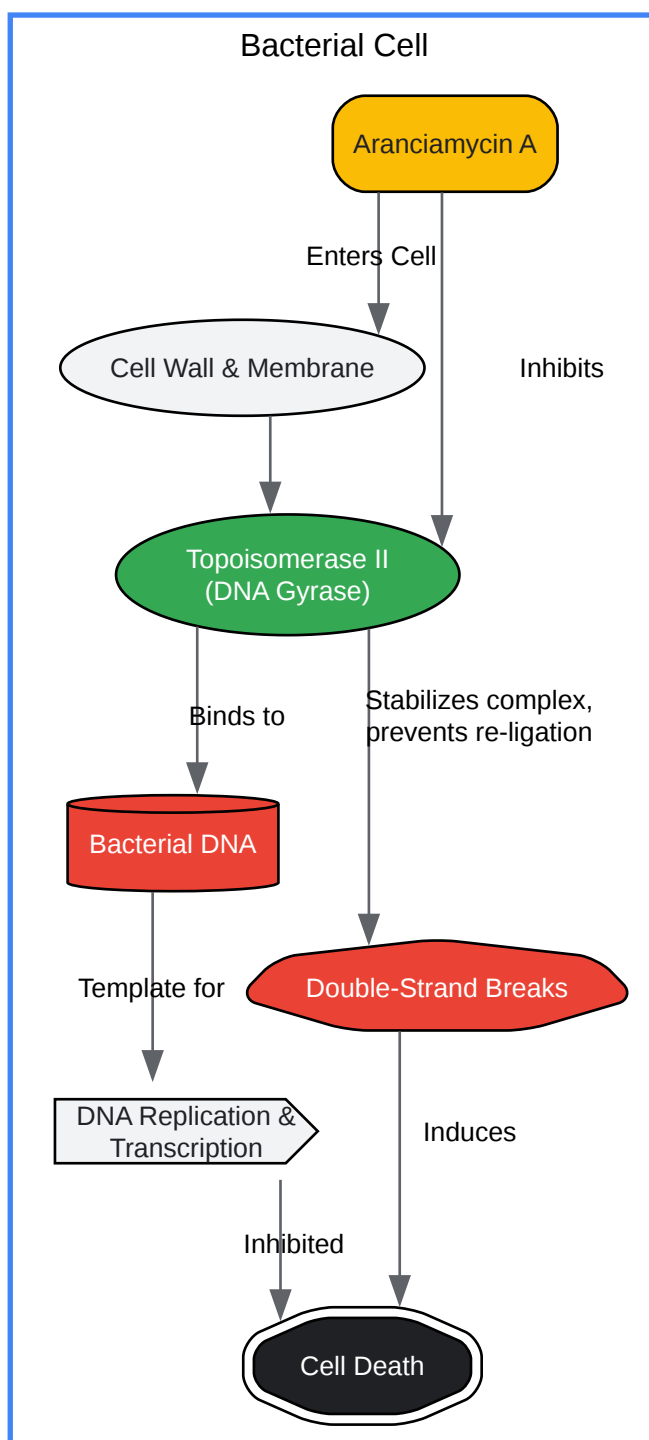 Bacterial Cell
Aranciamycin A
Enters Cell
Cell Wall & Membrane
Inhibits
Topoisomerase II
(DNA Gyrase)
Binds to
Stabilizes complex,
prevents re-ligation
Bacterial DNA
Template for
Double-Strand Breaks
DNA Replication &
Transcription
Induces
Inhibited
Cell Death